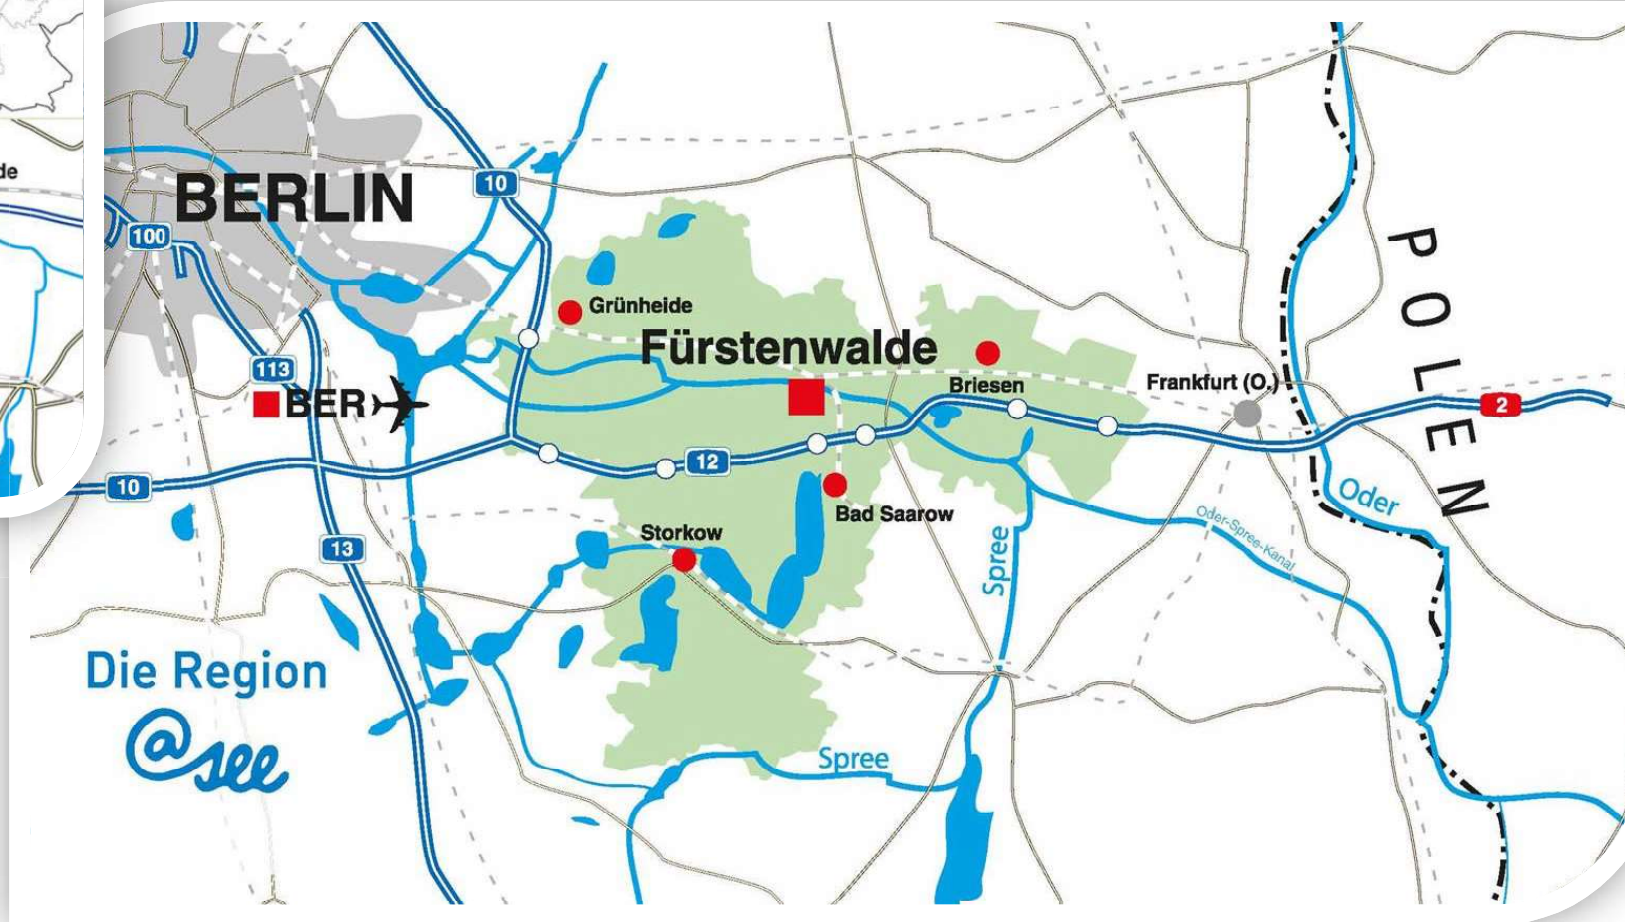 de
BERLIN
10
100
POLEN
Grünheide
Fürstenwalde
113
Briesen
Frankfurt (O.)
BER
2
12
10
Oder
Bad Saarow
Oder-Spree-Kanal
Storkow
13
Spree
Die Region
@see
Spree